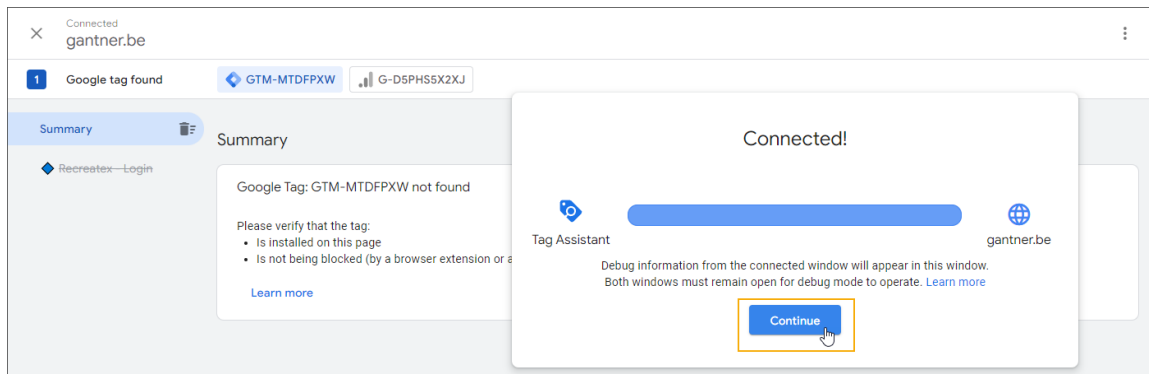 Connected
gantner.be
1 Google tag found GTM-MTDFPXW G-D5PHS5X2XJ
Summary
Recreatex - Login
Summary
Google Tag: GTM-MTDFPXW not found
Please verify that the tag:
• Is installed on this page
• Is not being blocked (by a browser extension or a
Learn more
Connected!
Tag Assistant
gantner.be
Debug information from the connected window will appear in this window.
Both windows must remain open for debug mode to operate. Learn more
Continue